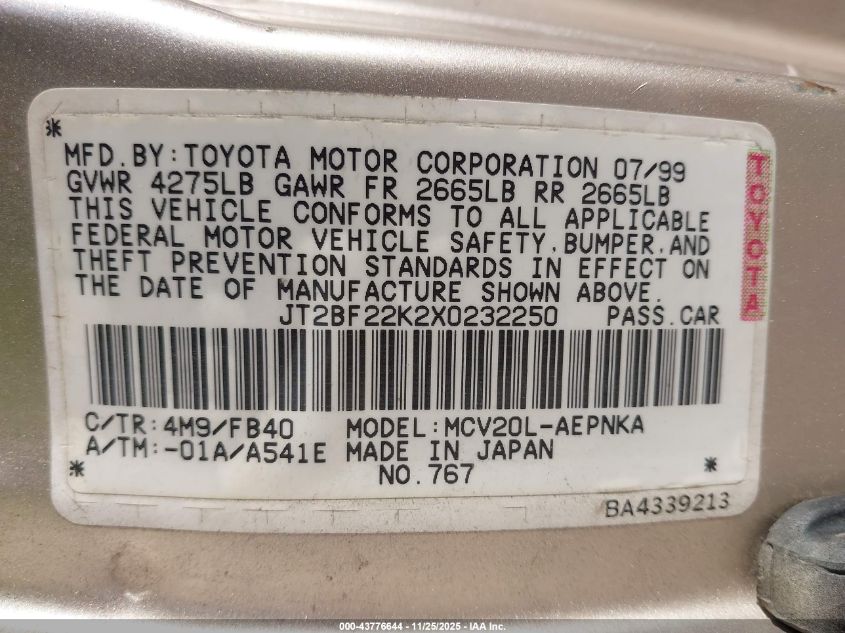 MFD.BY:TOYOTA MOTOR CORPORATION 07/99
GVWR 4275LB GAWR FR 2665LB RR 2665LB
THIS VEHICLE CONFORMS TO ALL APPLICABLE
FEDERAL MOTOR VEHICLE SAFETY,BUMPER,AND
THEFT PREVENTION STANDARDS IN EFFECT ON
THE DATE OF MANUFACTURE SHOWN ABOVE.
JT2BF22K2X0232250 PASS.CAR
C/TR:4M9/FB40 MODEL:MCV20L-AEPNKA
A/TM:-01A/A541E MADE IN JAPAN
NO.767
BA4339213
TOYOTA
000-43776644 - 11/25/2025 - IAA Inc.